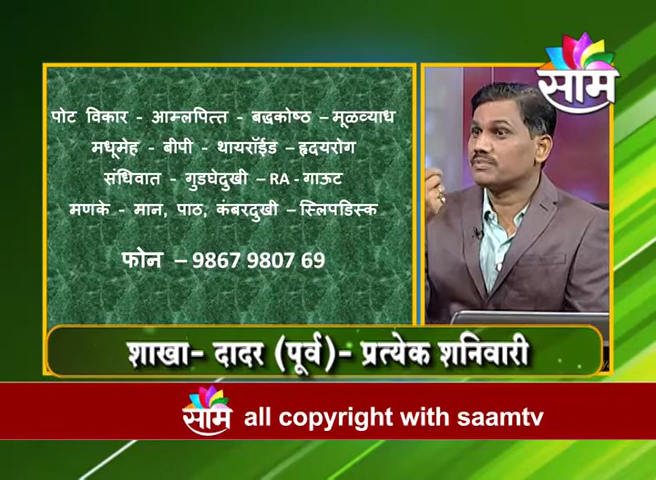 साम
पोट विकार - आम्लपित्त - बद्धकोष्ठ – मूळव्याध
मधूमेह - बीपी - थायरॉईड – हृदयरोग
संधिवात - गुडघेदुखी – RA - गाऊट
मणके - मान, पाठ, कंबरदुखी – स्लिपडिस्क
फोन – 9867 9807 69
शाखा- दादर (पूर्व)- प्रत्येक शनिवारी
साम all copyright with saamtv